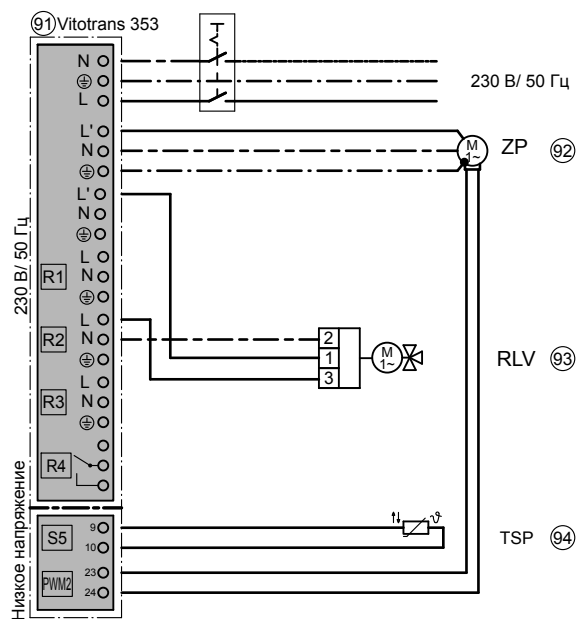 91 Vitotrans 353
N
L
230 В/ 50 Гц
L'
N
M
1~
ZP 92
L'
N
230 В/ 50 Гц
L
R1 N
L
R2 N
2
1
3
M
1~
RLV 93
L
R3 N
R4
Низкое напряжение
S5 9
10
ϑ
TSP 94
PWM2 23
24